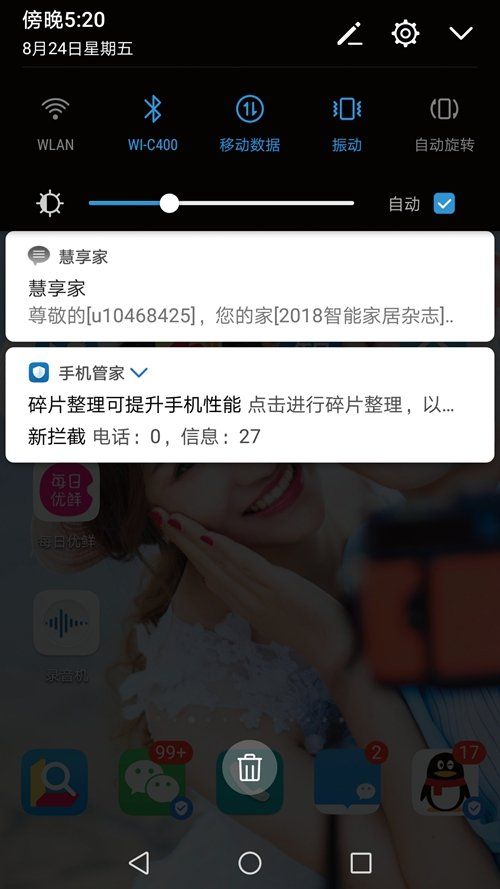 傍晚5:20
8月24日星期五
WLAN
WI-C400
移动数据
振动
自动旋转
自动
慧享家
慧享家
尊敬的[u10468425]，您的家[2018智能家居杂志]..
手机管家
碎片整理可提升手机性能 点击进行碎片整理，以...
新拦截 电话：0，信息：27
每日
优鲜
每日优鲜
录音机
99+
2
17